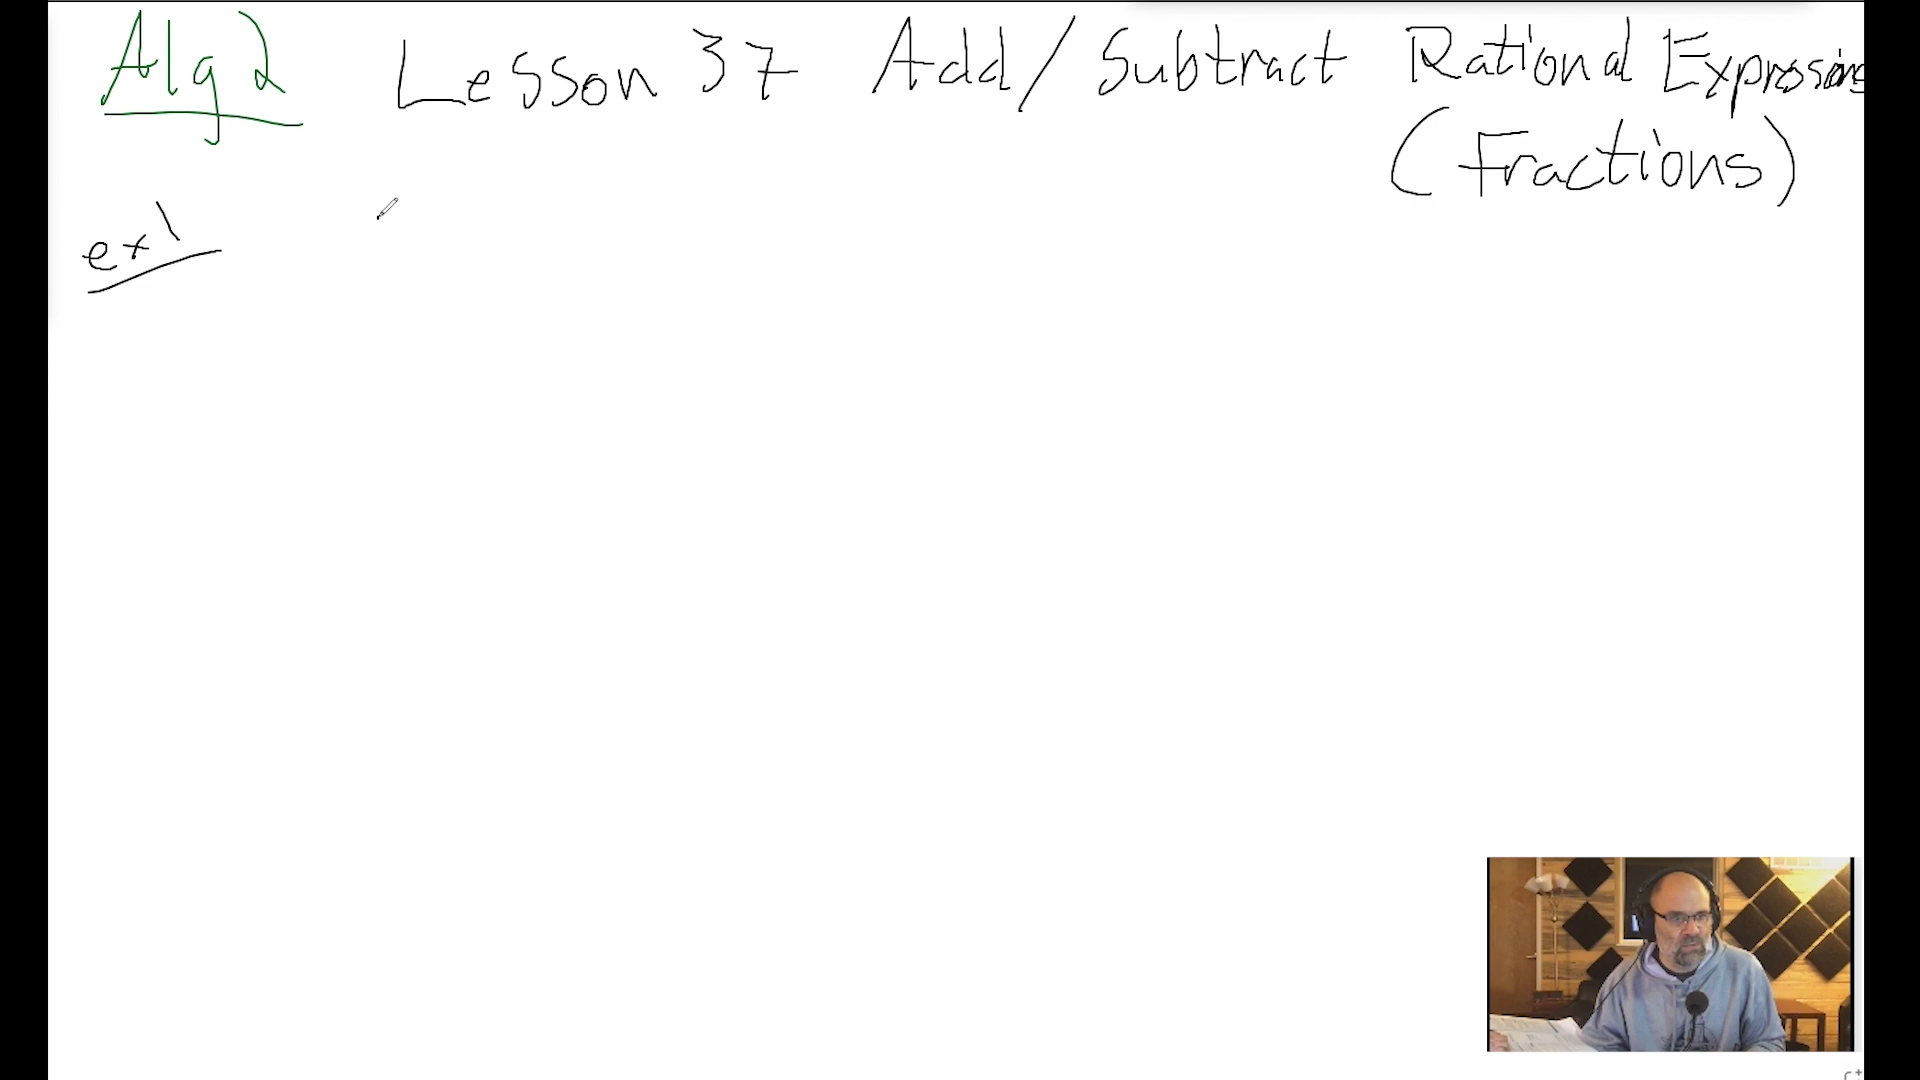 Alg 2 Lesson 37 Add/Subtract Rational Expressions
(Fractions)
ex 1